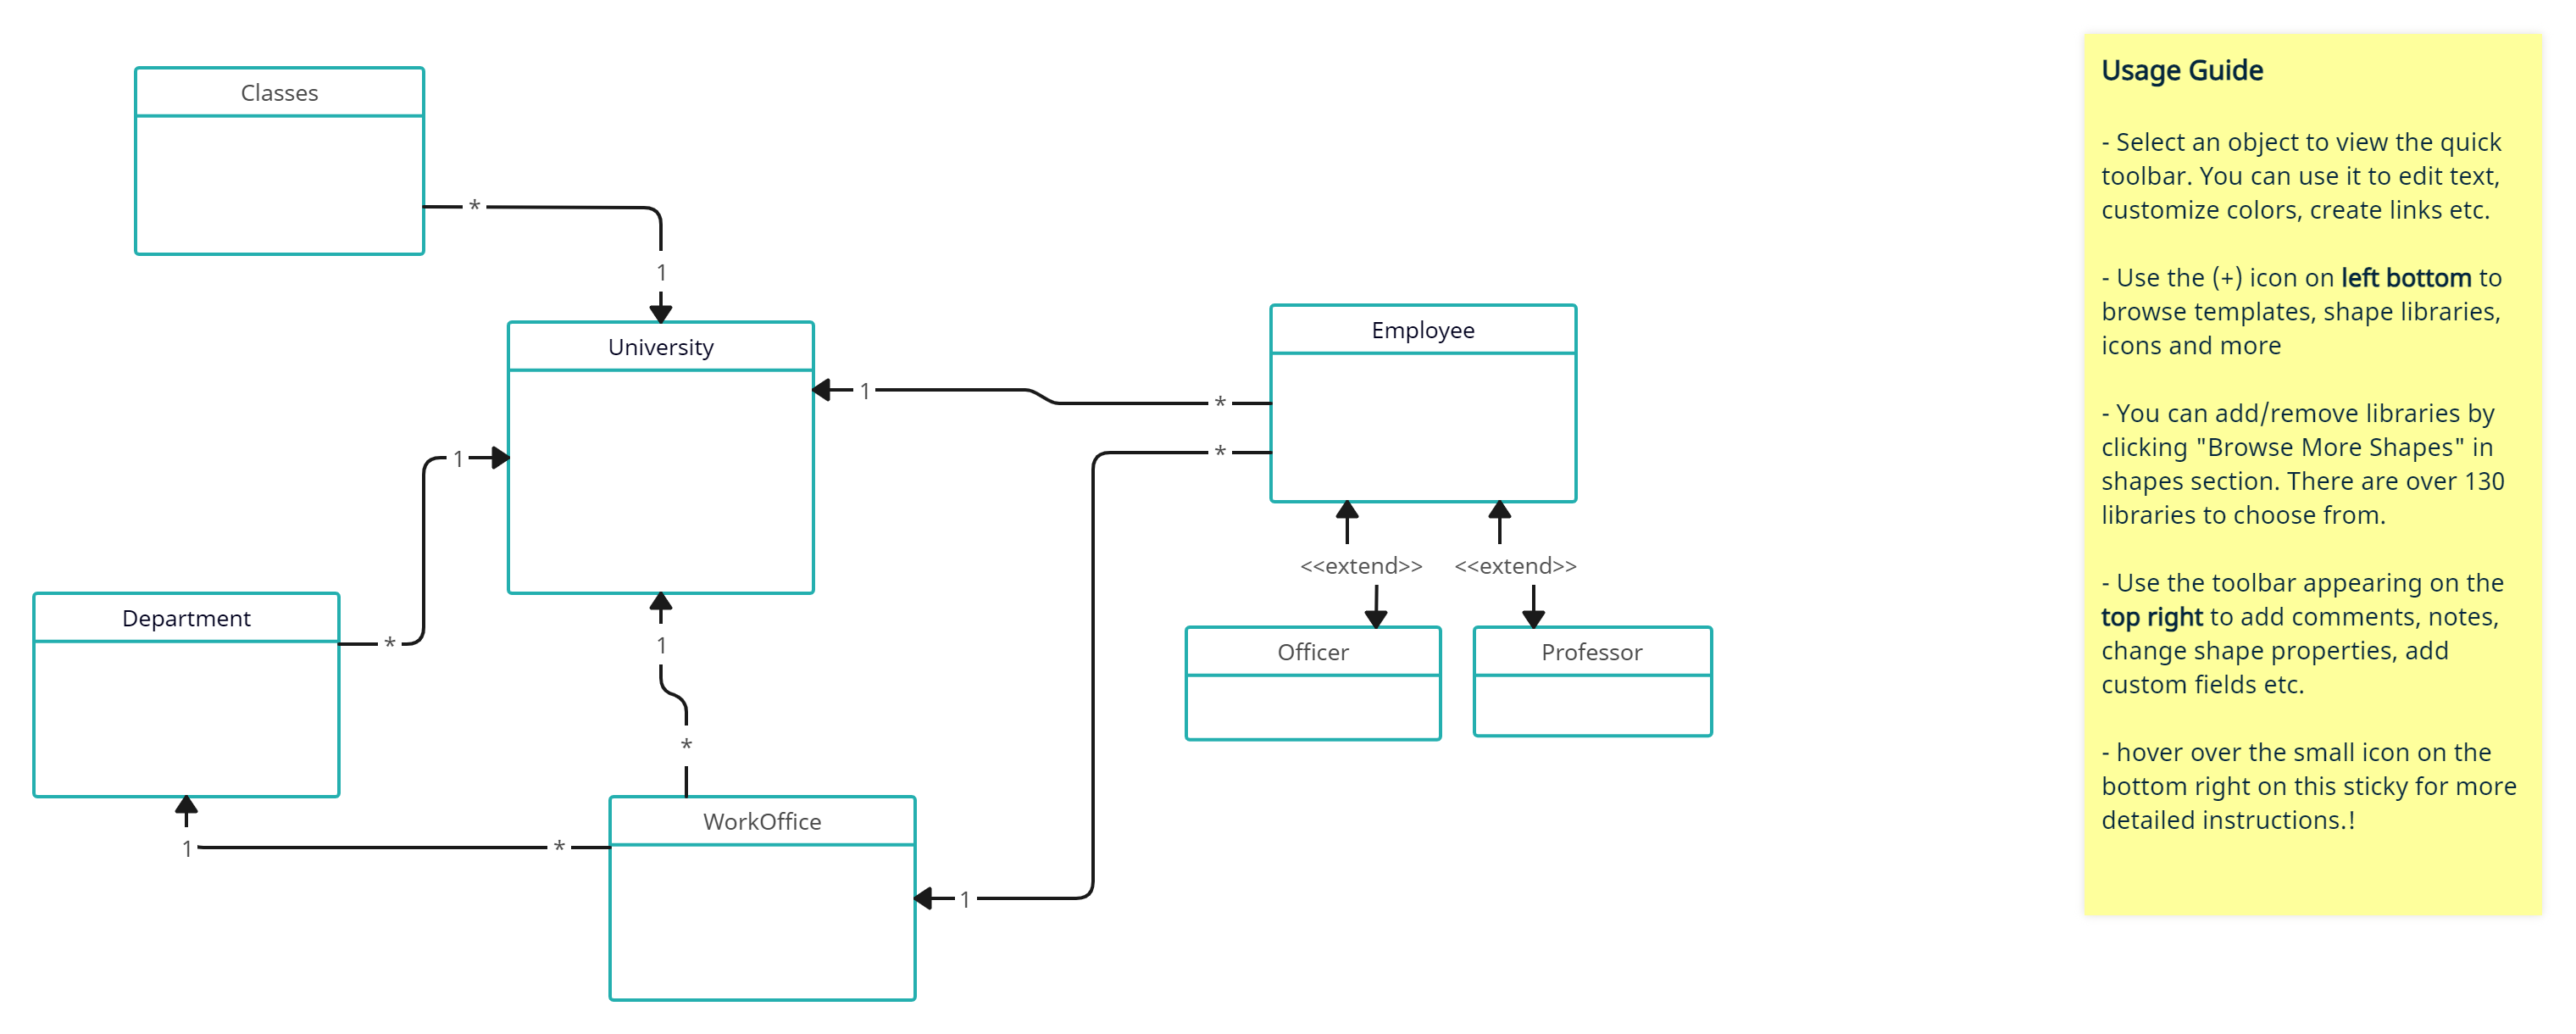 Classes
*
1
University
Employee
1
*
*
1
<<extend>>
<<extend>>
Department
*
1
Officer
Professor
*
WorkOffice
1
*
1
Usage Guide
- Select an object to view the quick
toolbar. You can use it to edit text,
customize colors, create links etc.
- Use the (+) icon on left bottom to
browse templates, shape libraries,
icons and more
- You can add/remove libraries by
clicking "Browse More Shapes" in
shapes section. There are over 130
libraries to choose from.
- Use the toolbar appearing on the
top right to add comments, notes,
change shape properties, add
custom fields etc.
- hover over the small icon on the
bottom right on this sticky for more
detailed instructions.!